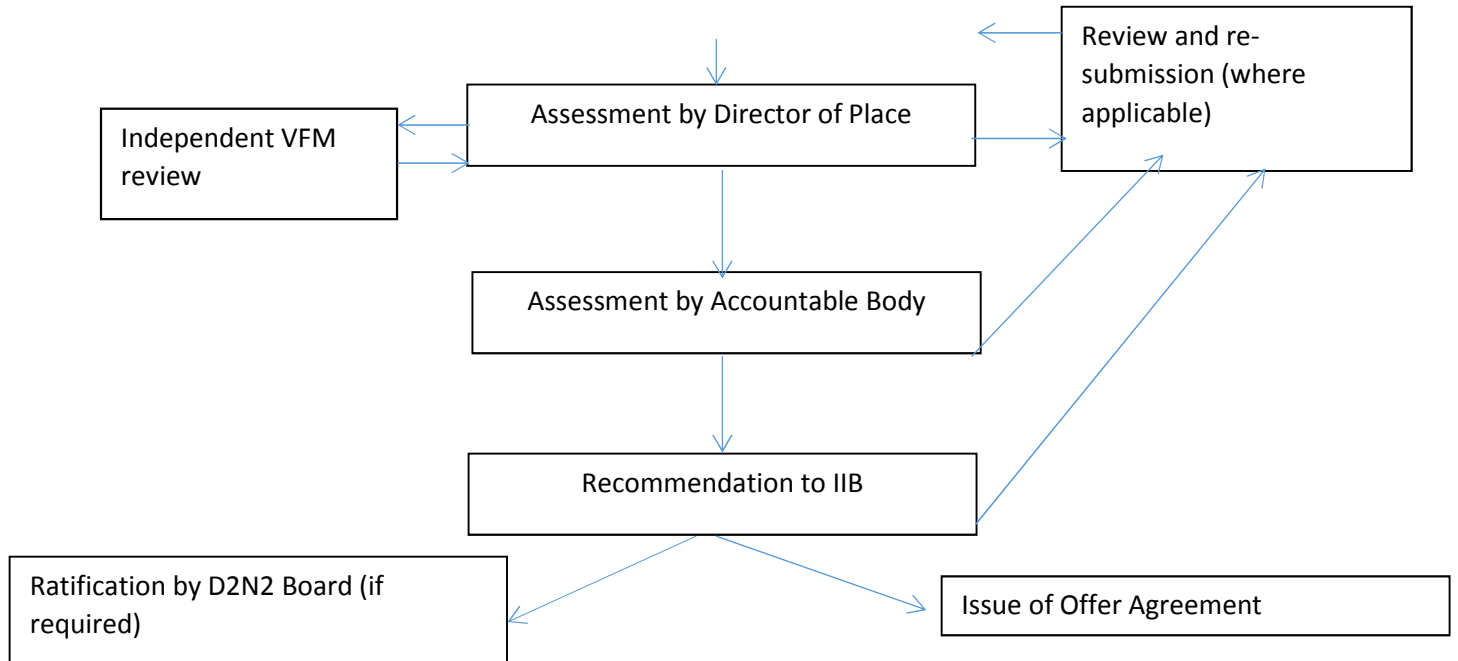 Review and re-
submission (where
applicable)
Assessment by Director of Place
Independent VFM
review
Assessment by Accountable Body
Recommendation to IIB
Ratification by D2N2 Board (if
required)
Issue of Offer Agreement